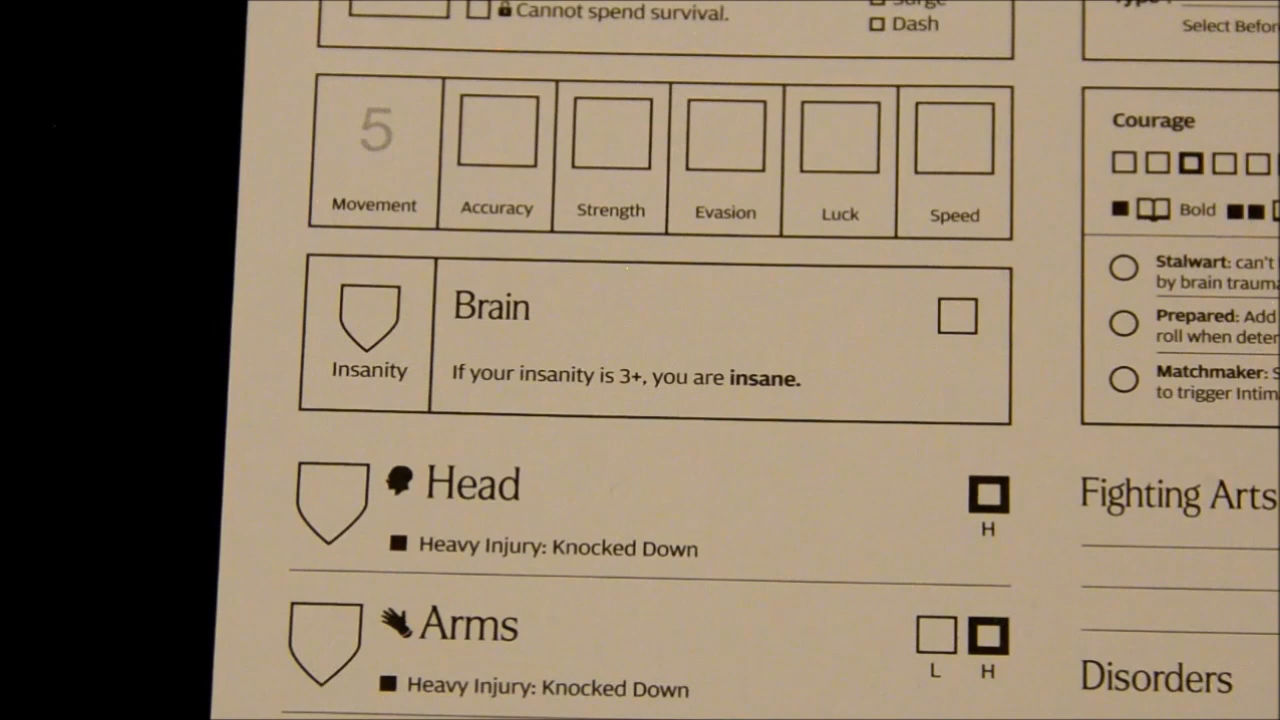 Cannot spend survival.
Surge
Dash
5
Movement
Accuracy
Strength
Evasion
Luck
Speed
Insanity
Brain
If your insanity is 3+, you are insane.
Head
H
Heavy Injury: Knocked Down
Arms
L H
Heavy Injury: Knocked Down
Select Befor
Courage
Bold
Stalwart: can't
by brain trauma
Prepared: Add
roll when deter
Matchmaker: S
to trigger Intim
Fighting Arts
Disorders